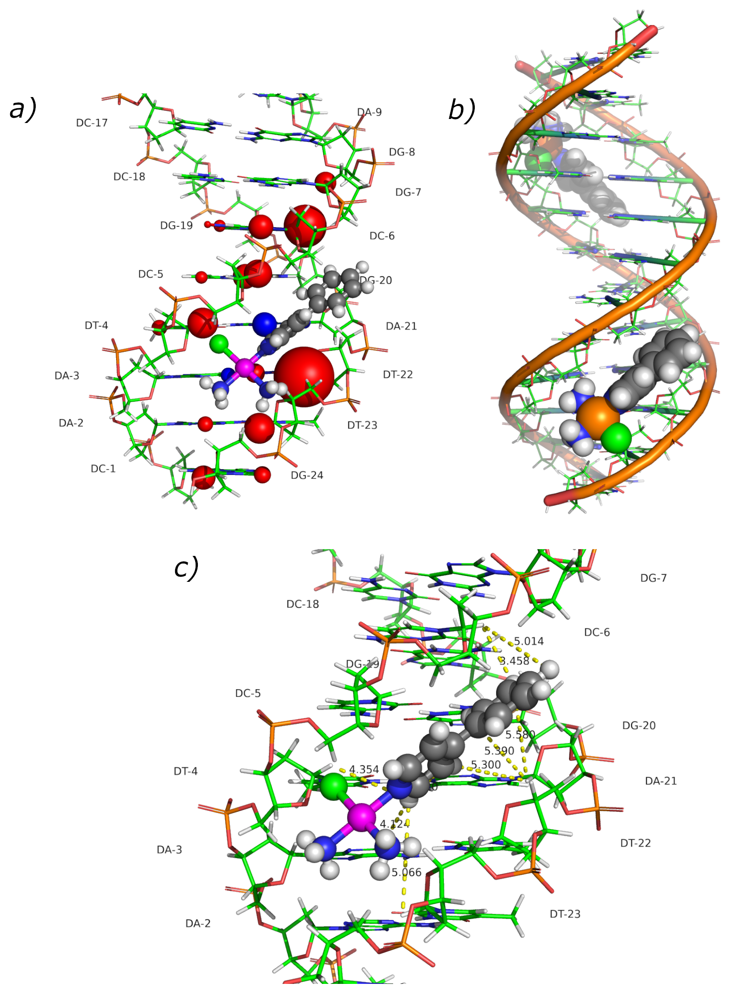 a)
DC-17
DA-9
DG-8
DC-18
DG-7
DG-19
DC-6
DC-5
DG-20
DT-4
DA-21
DA-3
DT-22
DA-2
DT-23
DC-1
DG-24
b)
c)
DG-7
DC-18
DC-6
5.014
3.458
DG-19
DC-5
DG-20
5.580
5.390
5.300
4.354
DT-4
DA-21
4.124
DT-22
DA-3
5.066
DT-23
DA-2